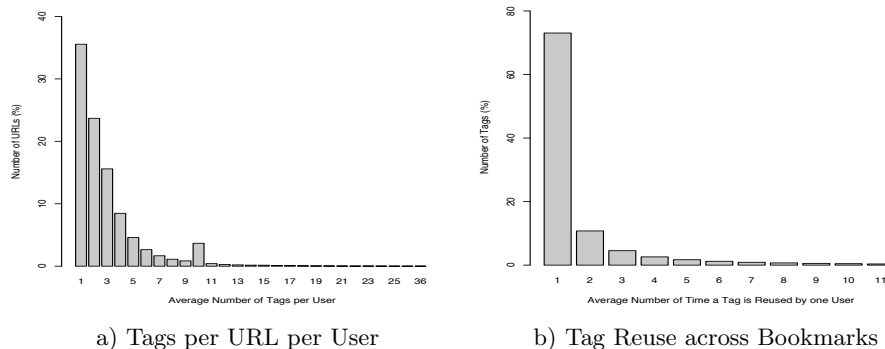 40
30
20
10
0
Number of URLs (%)
1 3 5 7 9 11 13 15 17 19 21 23 25 36
Average Number of Tags per User
a) Tags per URL per User
80
60
40
20
0
Number of Tags (%)
1 2 3 4 5 6 7 8 9 10 11
Average Number of Time a Tag is Reused by one User
b) Tag Reuse across Bookmarks